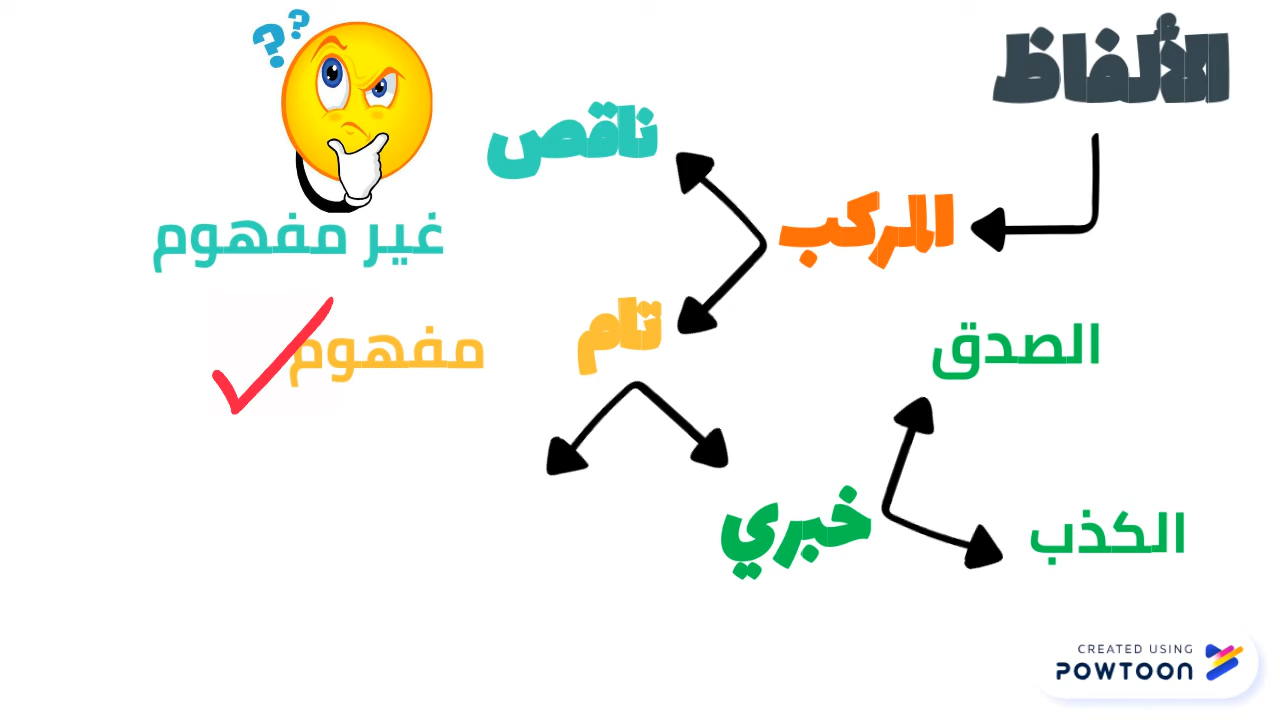 الألفاظ
??
ناقص
المركب
غير مفهوم
تام
مفهوم
الصدق
خبري
الكذب
CREATED USING
POWTOON